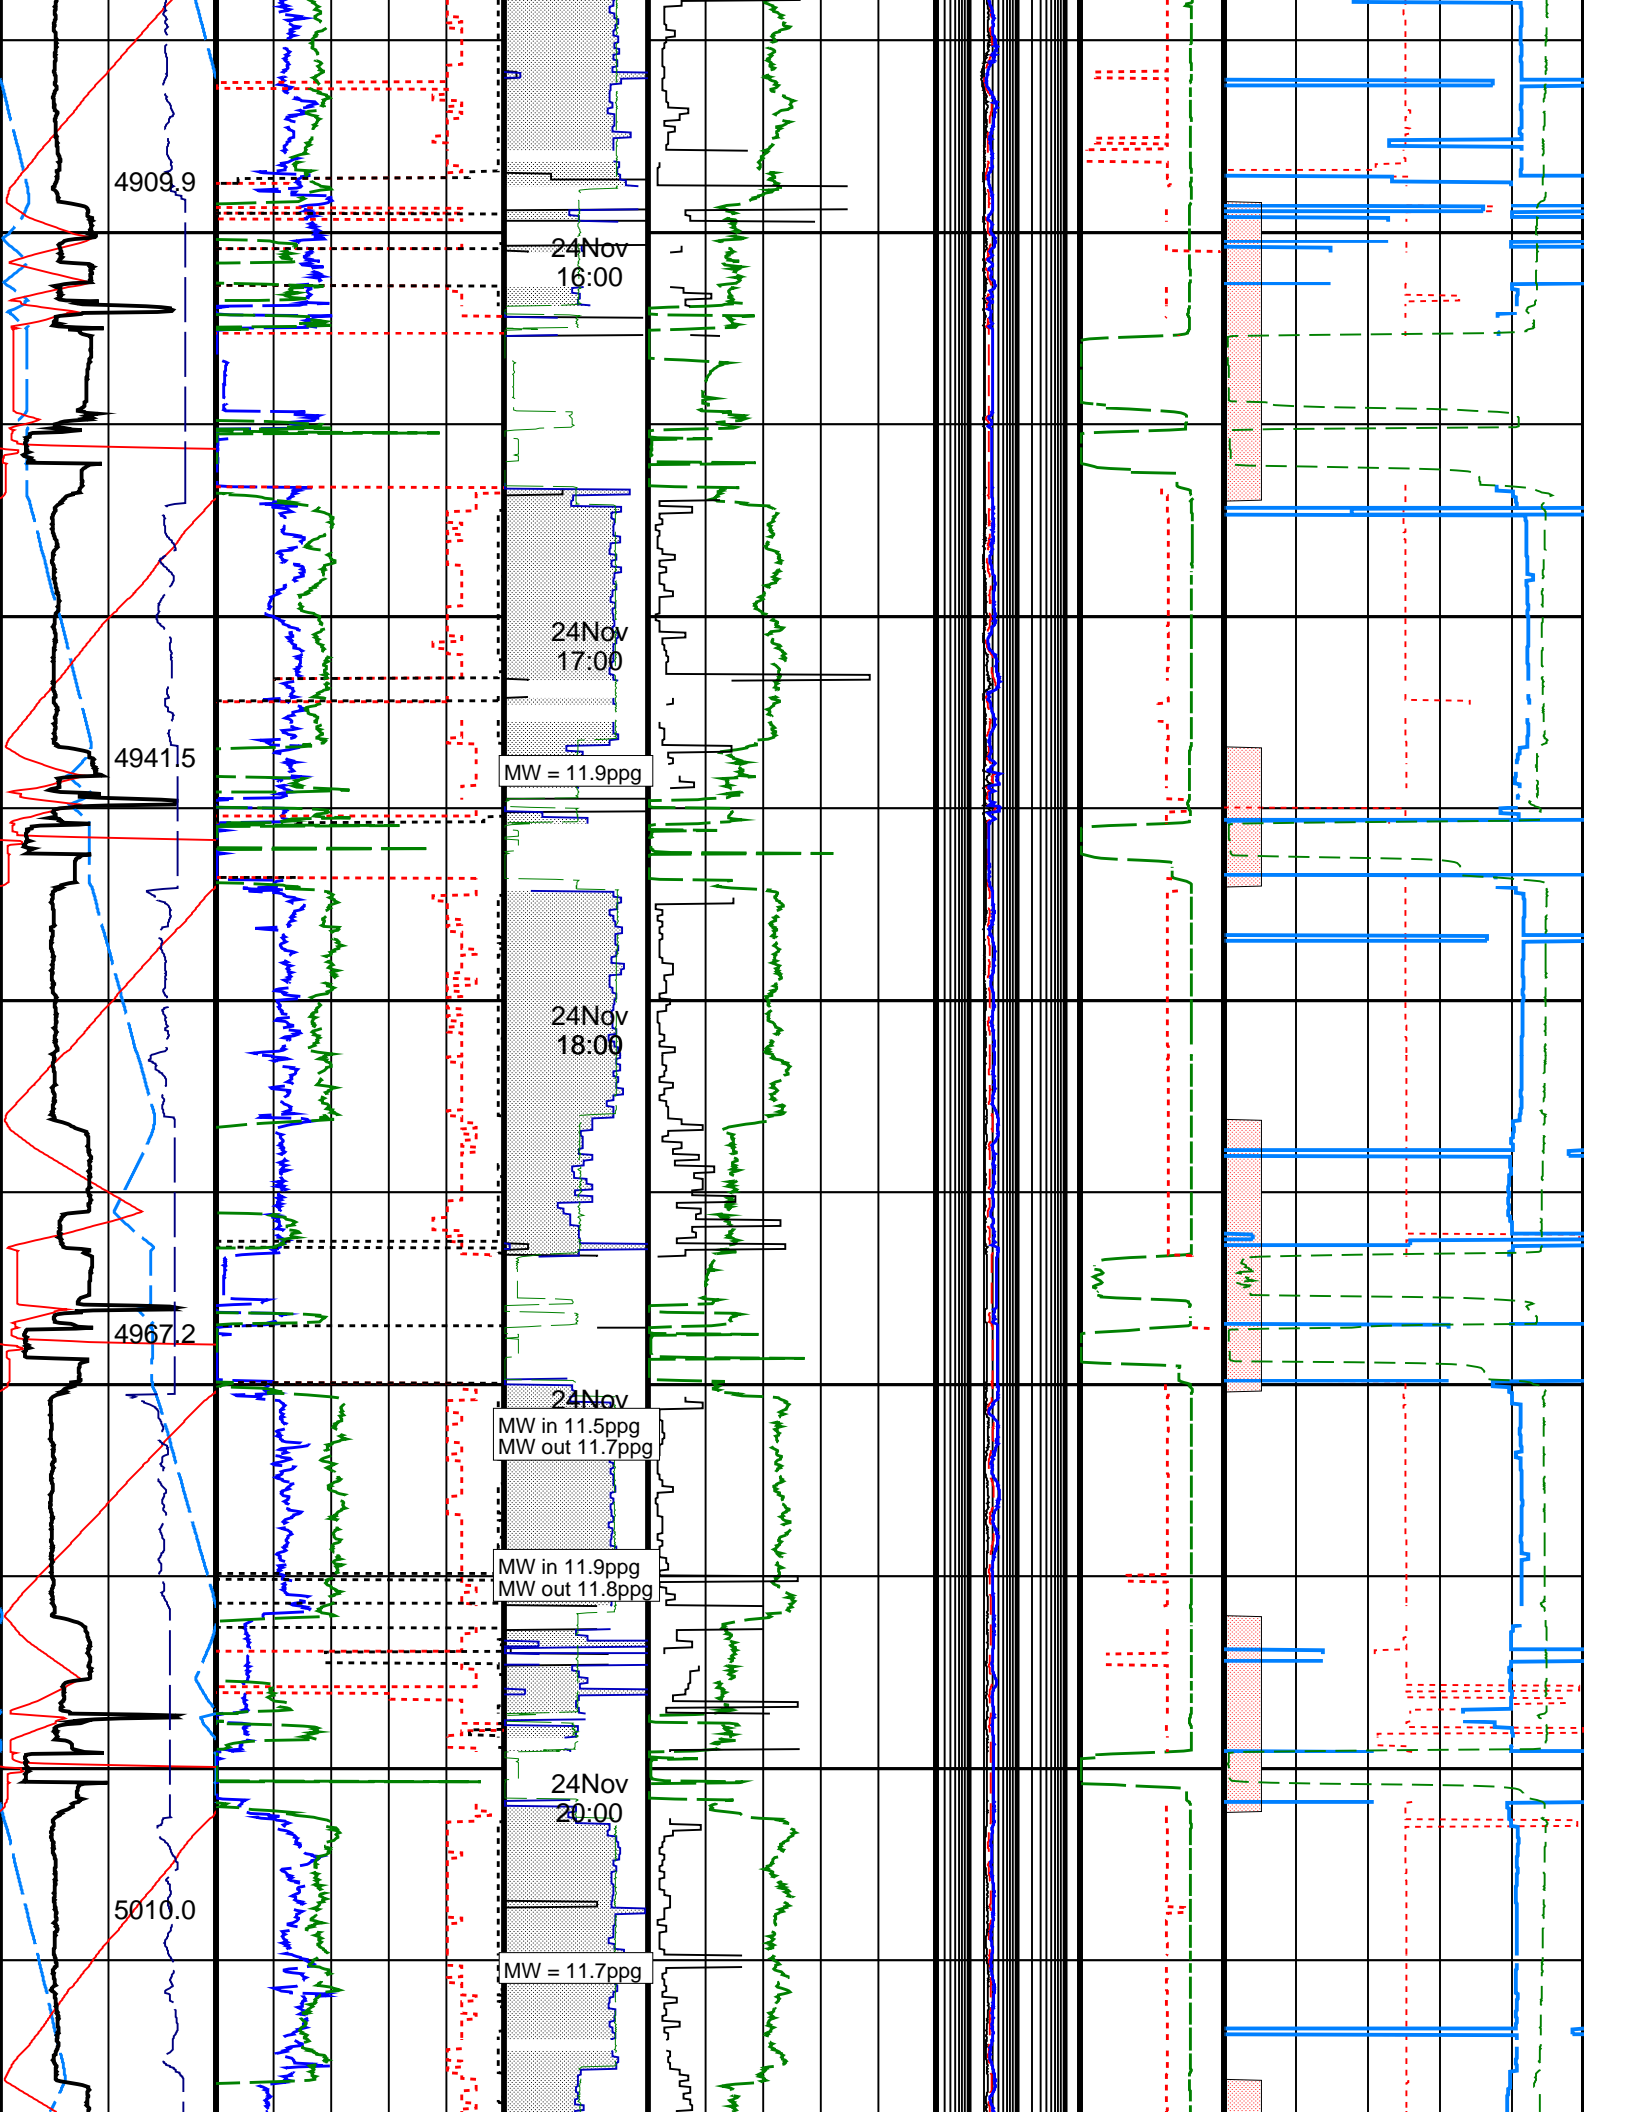 4909.9
24Nov
16:00
24Nov
17:00
4941.5
MW = 11.9ppg
24Nov
18:00
4967.2
24Nov
MW in 11.5ppg
MW out 11.7ppg
MW in 11.9ppg
MW out 11.8ppg
24Nov
20:00
5010.0
MW = 11.7ppg